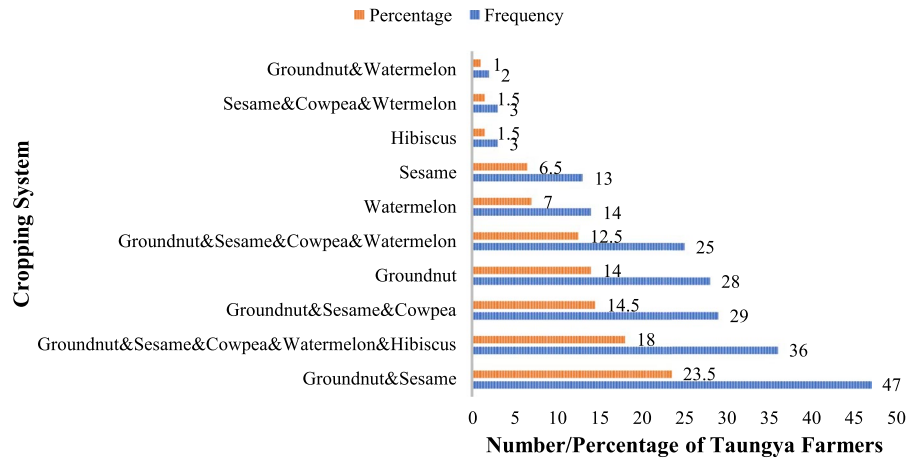 Percentage Frequency
Groundnut&Watermelon 1 2
Sesame&Cowpea&Wtermelon 1.5 3
Hibiscus 1.5 3
Sesame 6.5 13
Watermelon 7 14
Groundnut&Sesame&Cowpea&Watermelon 12.5 25
Groundnut 14 28
Groundnut&Sesame&Cowpea 14.5 29
Groundnut&Sesame&Cowpea&Watermelon&Hibiscus 18 36
Groundnut&Sesame 23.5 47
Cropping System
0 5 10 15 20 25 30 35 40 45 50
Number/Percentage of Taungya Farmers